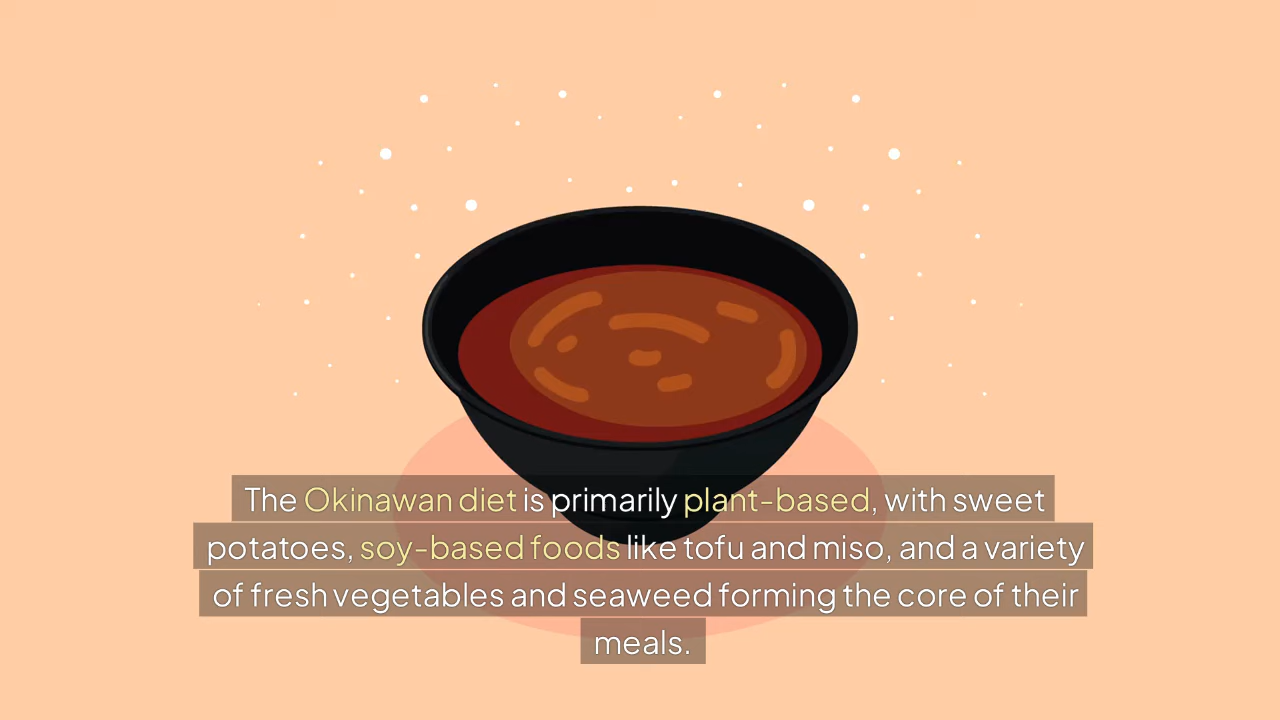 The Okinawan diet is primarily plant-based, with sweet
potatoes, soy-based foods like tofu and miso, and a variety
of fresh vegetables and seaweed forming the core of their
meals.